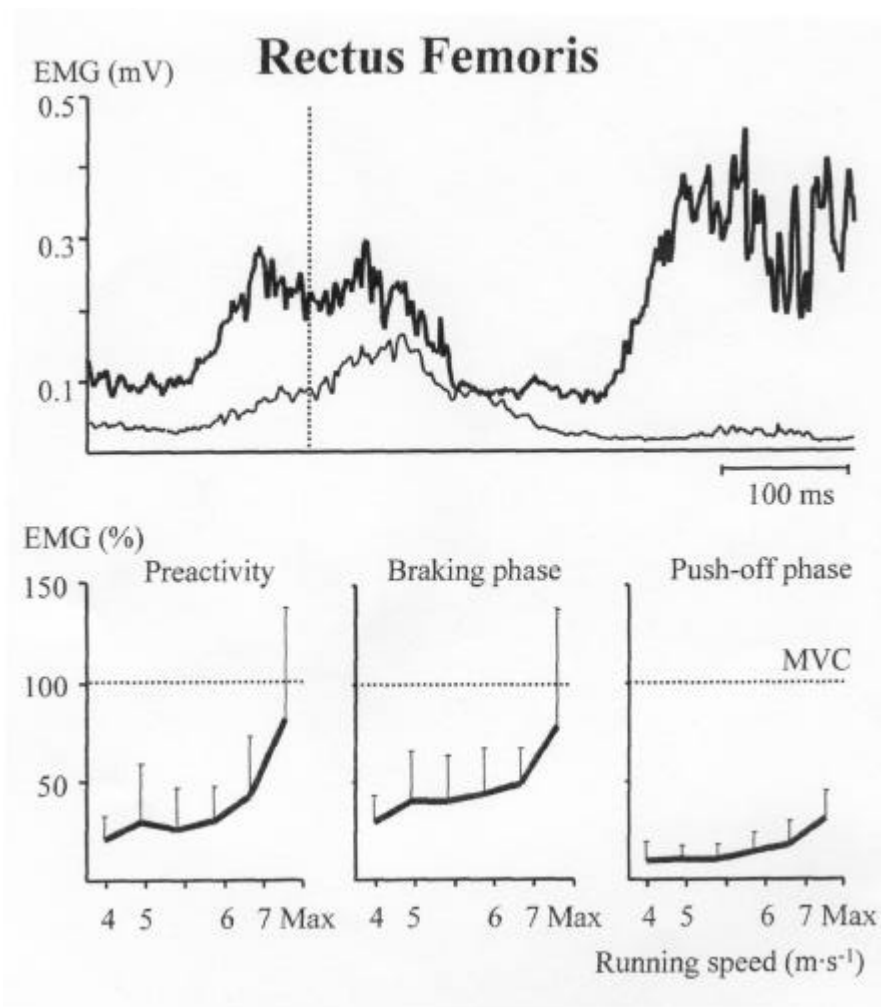 Rectus Femoris
EMG (mV)
0.5
0.3
0.1
100 ms
EMG (%)
Preactivity Braking phase Push-off phase
150
100
50
MVC
4 5 6 7 Max 4 5 6 7 Max 4 5 6 7 Max
Running speed (m·s-1)